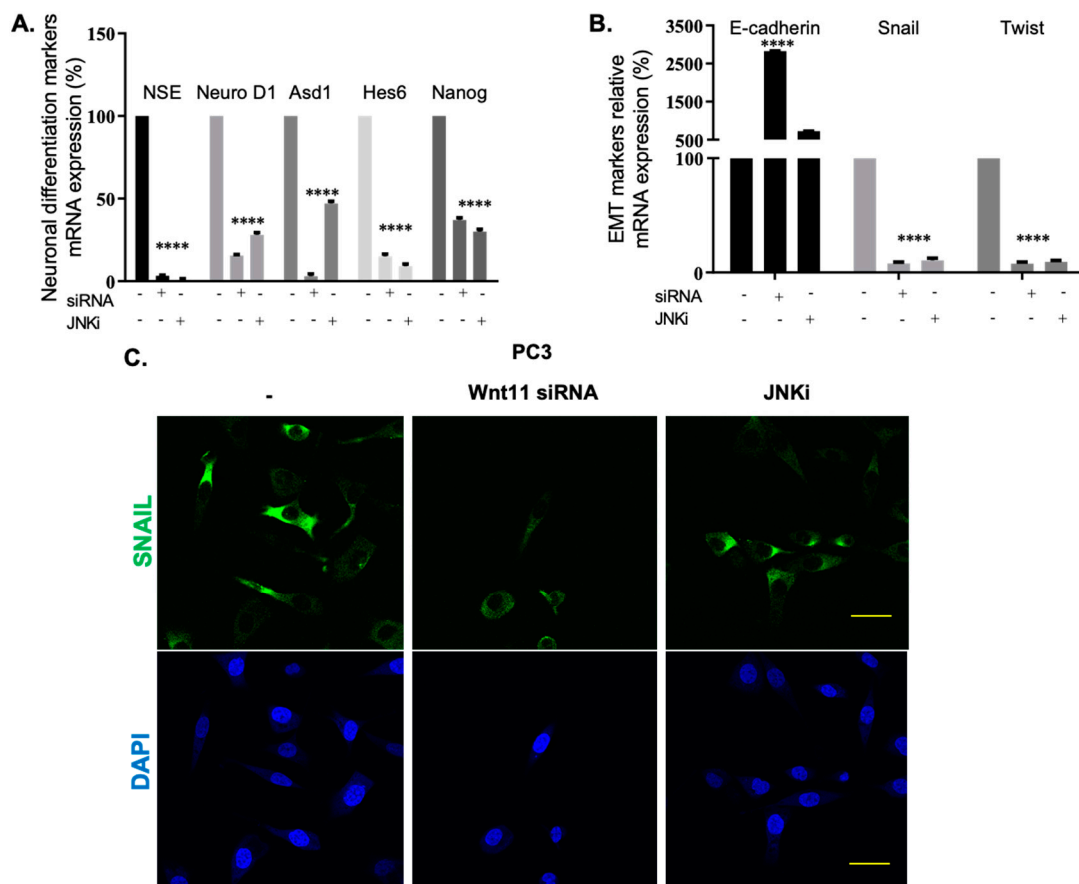 A.
Neuronal differentiation markers
mRNA expression (%)
150
100
50
0
NSE Neuro D1 Asd1 Hes6 Nanog
**** **** **** **** ****
siRNA - + - - + - - + - - + - - + -
JNKi - - + - - + - - + - - + - - +
B.
EMT markers relative
mRNA expression (%)
3500
2500
1500
500
100
0
E-cadherin Snail Twist
**** **** ****
siRNA - + - - + - - + -
JNKi - - + - - + - - +
C.
PC3
- Wnt11 siRNA JNKi
SNAIL
DAPI